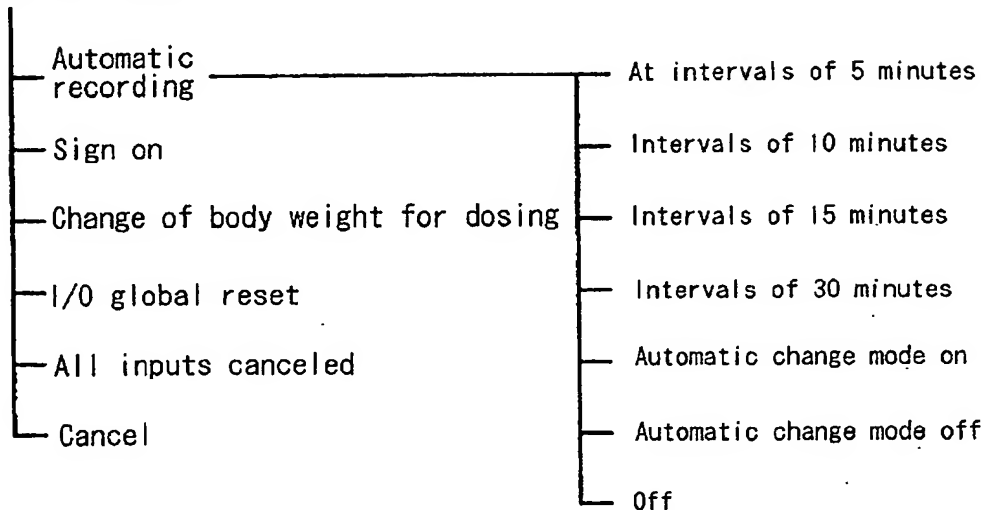 Automatic
recording
Sign on
Change of body weight for dosing
I/O global reset
All inputs canceled
Cancel
At intervals of 5 minutes
Intervals of 10 minutes
Intervals of 15 minutes
Intervals of 30 minutes
Automatic change mode on
Automatic change mode off
Off